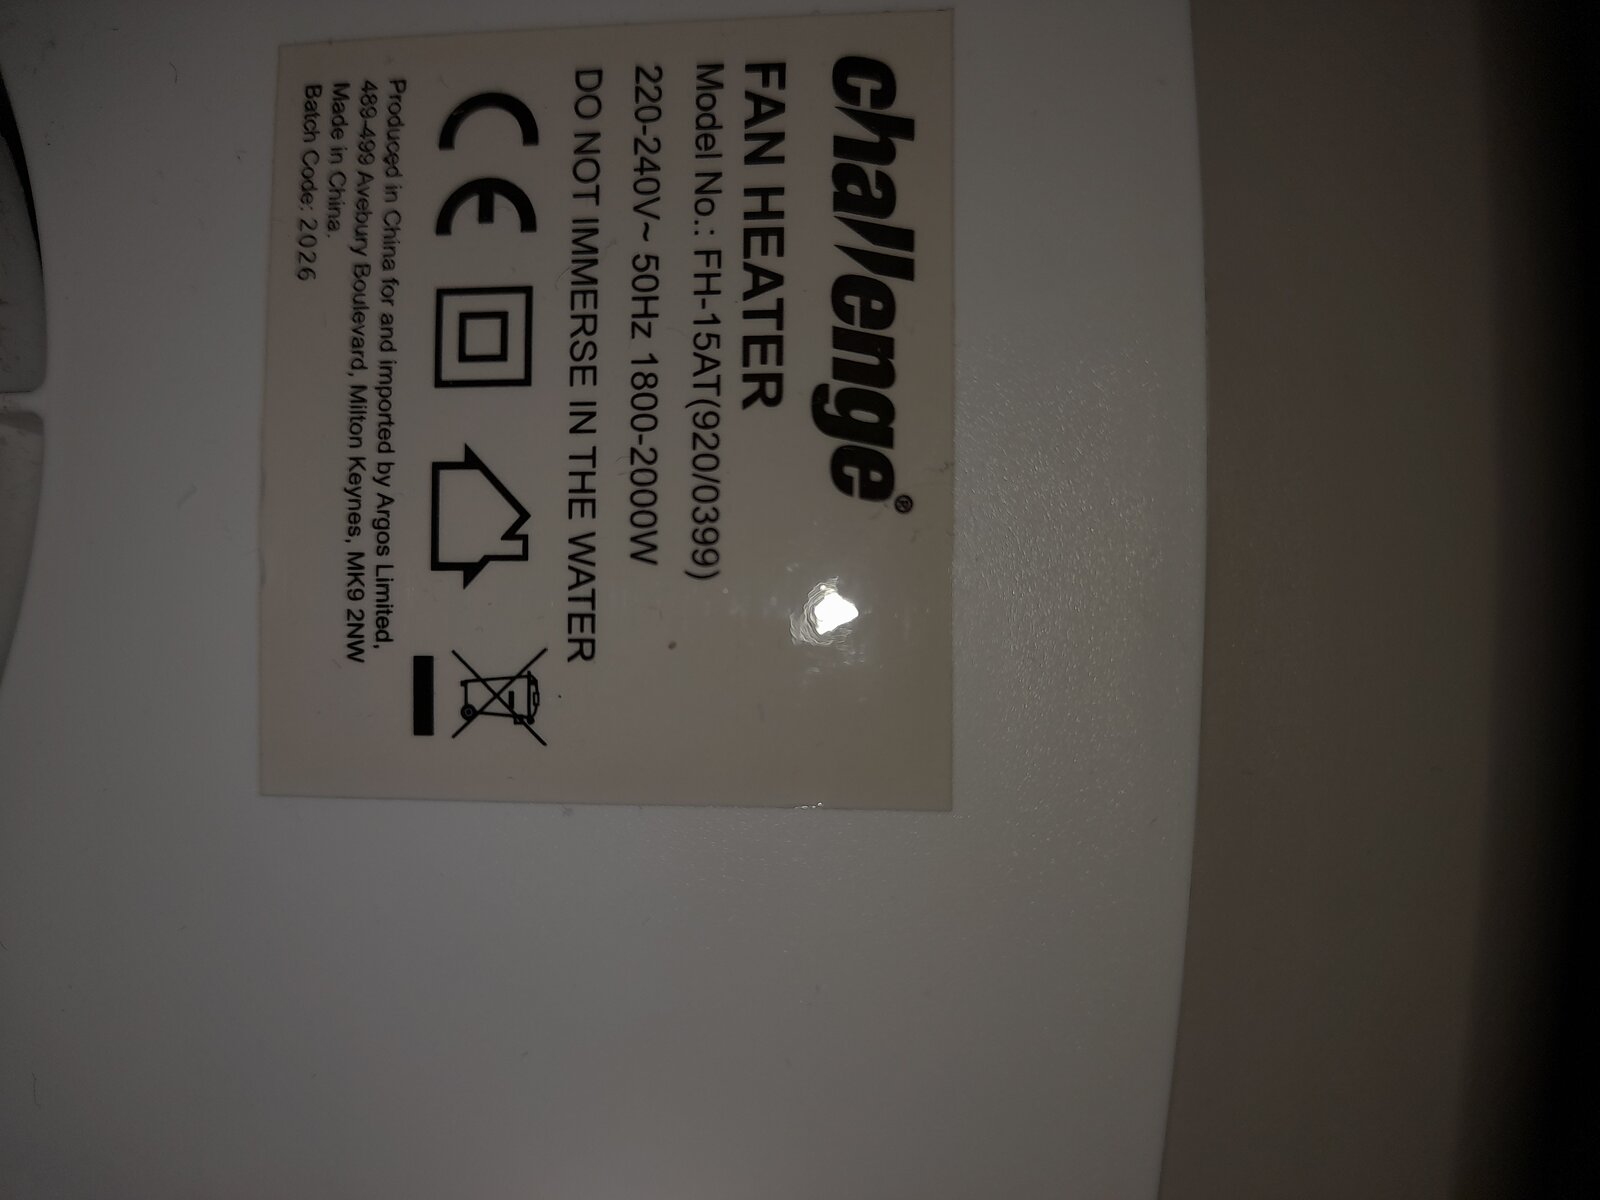 challenge®
FAN HEATER
Model No.: FH-15AT(920/0399)
220-240V~ 50Hz 1800-2000W
DO NOT IMMERSE IN THE WATER
CE
Produced in China for and imported by Argos Limited,
489-499 Avebury Boulevard, Milton Keynes, MK9 2NW
Made in China.
Batch Code: 2026